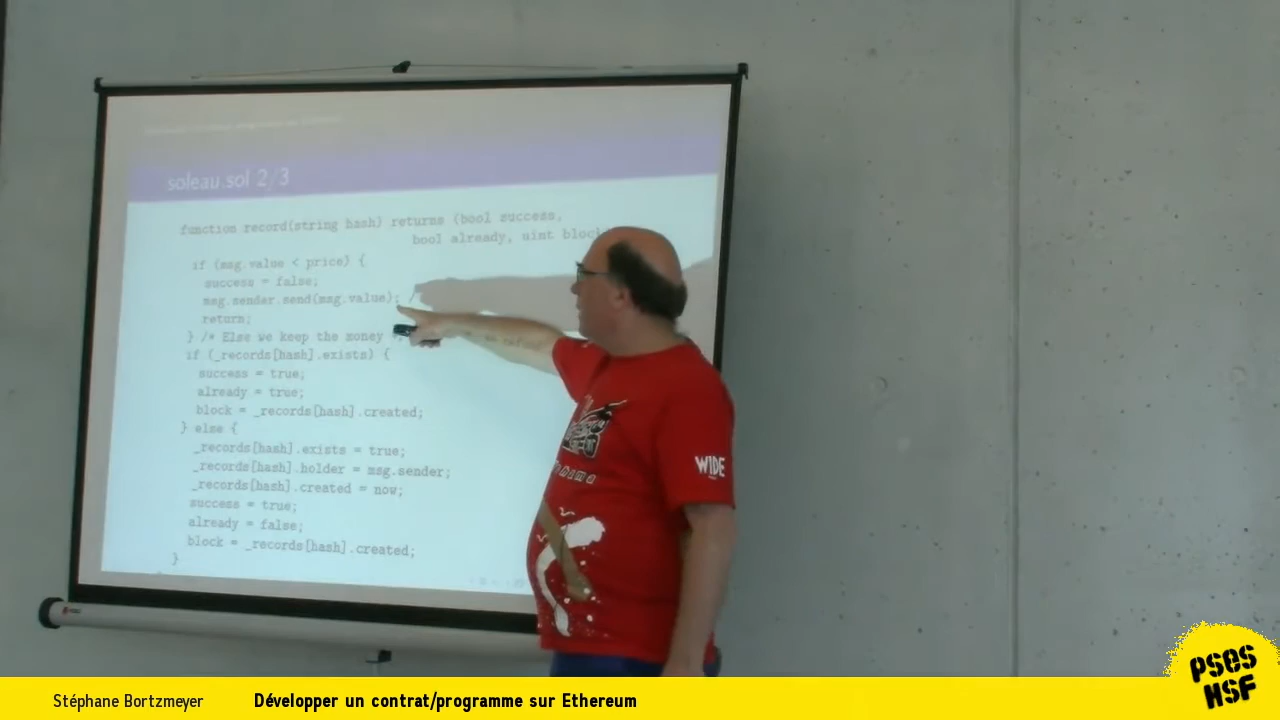 soleau.sol 2/3
function record(string hash) returns (bool success,
bool already, uint block
if (msg.value < price) {
success = false;
msg.sender.send(msg.value); /
return;
} /* Else we keep the money
if (_records[hash].exists) {
success = true;
already = true;
block = _records[hash].created;
} else {
_records[hash].exists = true;
_records[hash].holder = msg.sender;
_records[hash].created = now;
success = true;
already = false;
block = _records[hash].created;
}
WIDE
PSES
HSF
Stéphane Bortzmeyer Développer un contrat/programme sur Ethereum